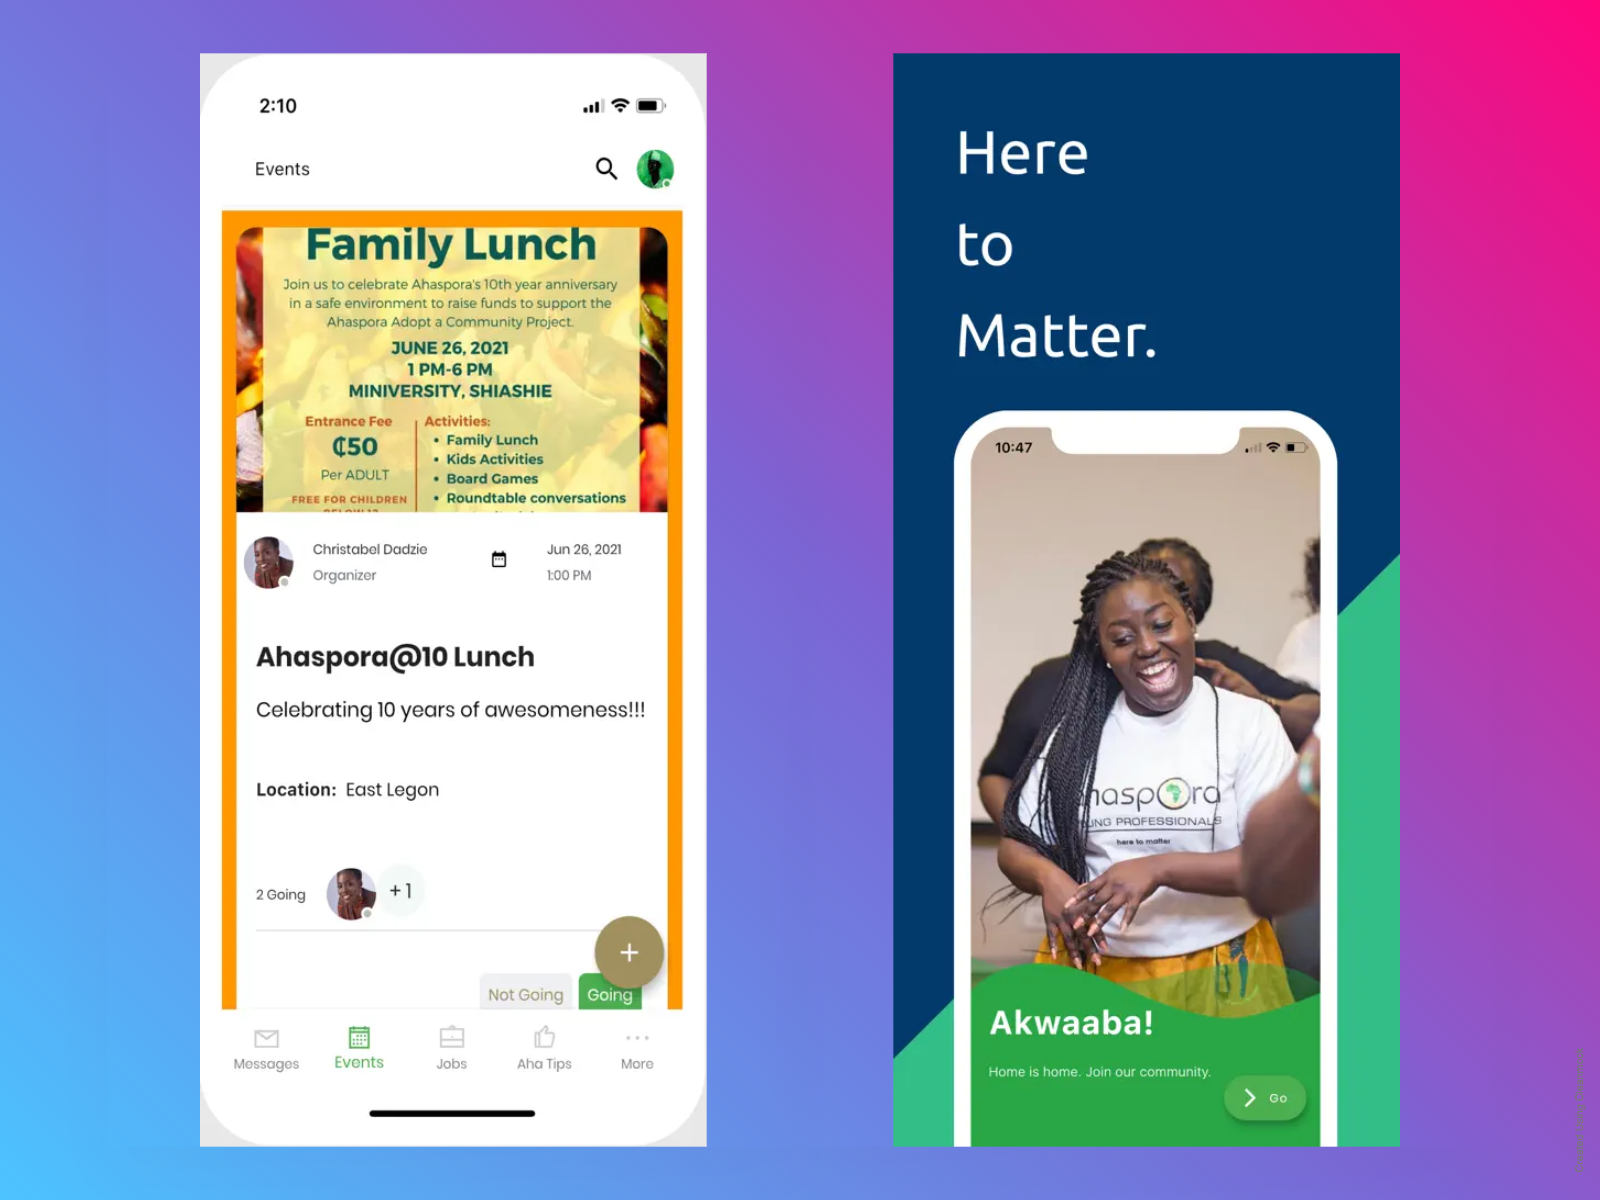 2:10
Events
Family Lunch
Join us to celebrate Ahaspora's 10th year anniversary
in a safe environment to raise funds to support the
Ahaspora Adopt a Community Project.
JUNE 26, 2021
1 PM-6 PM
MINIVERSITY, SHIASHIE
Entrance Fee
₵50
Per ADULT
FREE FOR CHILDREN
Activities:
• Family Lunch
• Kids Activities
• Board Games
• Roundtable conversations
Christabel Dadzie
Organizer
Jun 26, 2021
1:00 PM
Ahaspora@10 Lunch
Celebrating 10 years of awesomeness!!!
Location: East Legon
2 Going
+1
+
Not Going
Going
Messages
Events
Jobs
Aha Tips
More
Here
to
Matter.
10:47
haspora
UNG PROFESSIONALS
here to matter
Akwaaba!
Home is home. Join our community.
Go